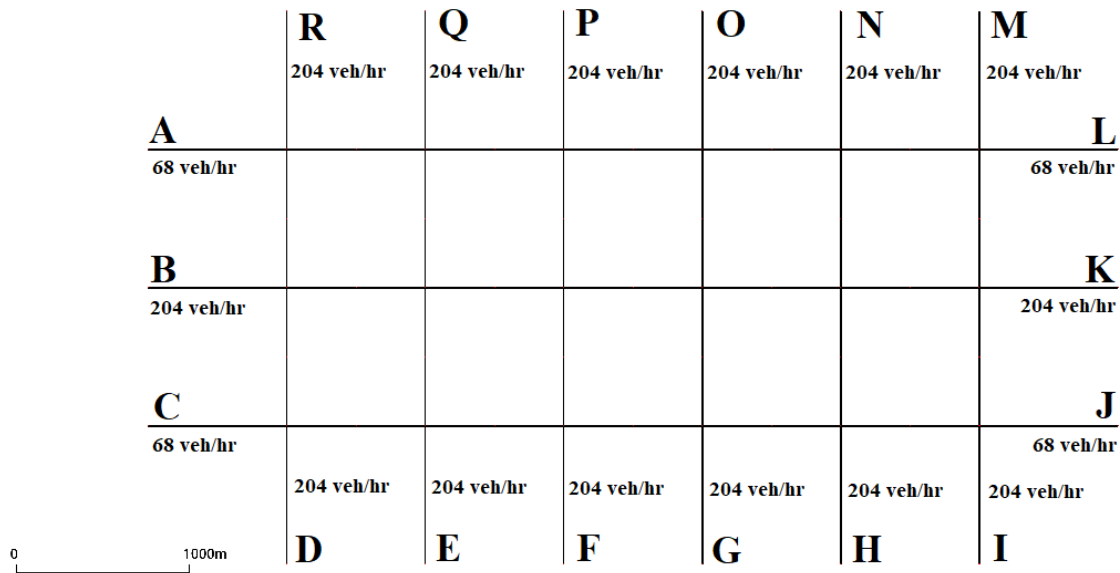 R Q P O N M
204 veh/hr 204 veh/hr 204 veh/hr 204 veh/hr 204 veh/hr 204 veh/hr
A L
68 veh/hr 68 veh/hr
B K
204 veh/hr 204 veh/hr
C J
68 veh/hr 68 veh/hr
204 veh/hr 204 veh/hr 204 veh/hr 204 veh/hr 204 veh/hr 204 veh/hr
D E F G H I
0 1000m